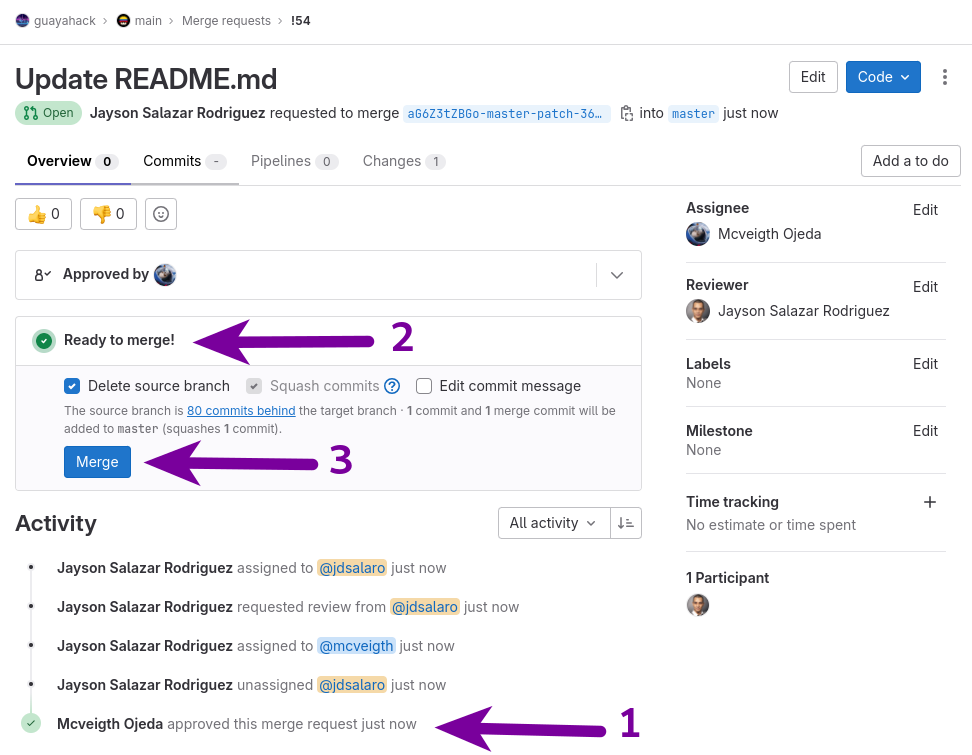 guayahack › main › Merge requests › !54
Update README.md
Edit
Code
Open Jayson Salazar Rodriguez requested to merge aG6Z3tZBGo-master-patch-36… into master just now
Overview 0 Commits - Pipelines 0 Changes 1
Add a to do
👍 0 👎 0
Assignee Edit
Mcveigth Ojeda
Approved by
Reviewer Edit
Jayson Salazar Rodriguez
Ready to merge! 2
Labels Edit
None
Delete source branch Squash commits ? Edit commit message
The source branch is 80 commits behind the target branch · 1 commit and 1 merge commit will be
added to master (squashes 1 commit).
Merge 3
Milestone Edit
None
Time tracking +
No estimate or time spent
Activity
All activity
1 Participant
Jayson Salazar Rodriguez assigned to @jdsalaro just now
Jayson Salazar Rodriguez requested review from @jdsalaro just now
Jayson Salazar Rodriguez assigned to @mcveigth just now
Jayson Salazar Rodriguez unassigned @jdsalaro just now
Mcveigth Ojeda approved this merge request just now 1